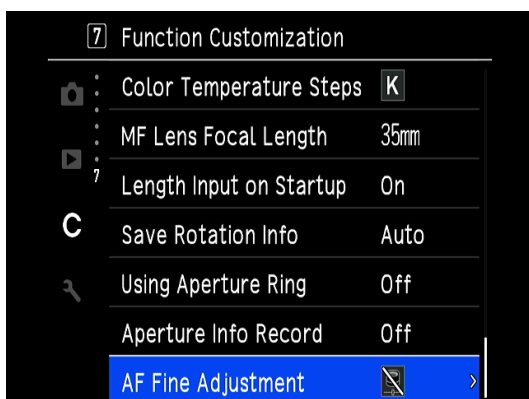 7 Function Customization
Color Temperature Steps K
MF Lens Focal Length 35mm
7
Length Input on Startup On
C
Save Rotation Info Auto
Using Aperture Ring Off
Aperture Info Record Off
AF Fine Adjustment